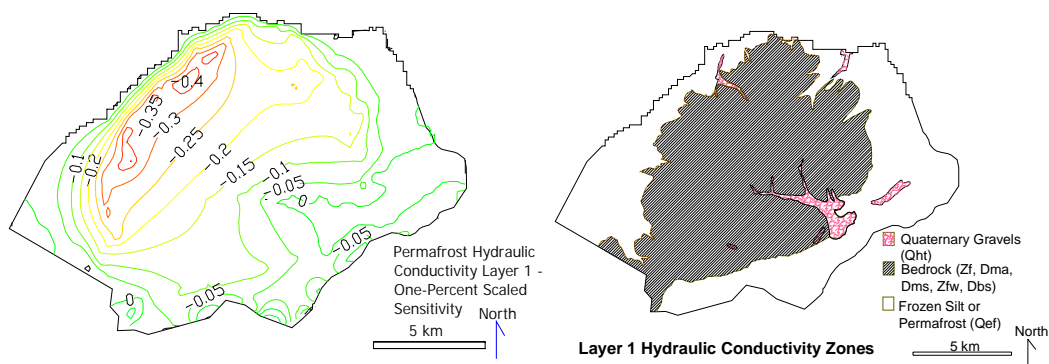 -0.4
-0.35
-0.3
-0.25
-0.2
-0.15
-0.1
-0.2
-0.1
-0.05
0
-0.05
-0.05
0
Permafrost Hydraulic
Conductivity Layer 1 -
One-Percent Scaled
Sensitivity
North
5 km
Quaternary Gravels
(Qht)
Bedrock (Zf, Dma,
Dms, Zfw, Dbs)
Frozen Silt or
Permafrost (Qef)
Layer 1 Hydraulic Conductivity Zones
5 km
North